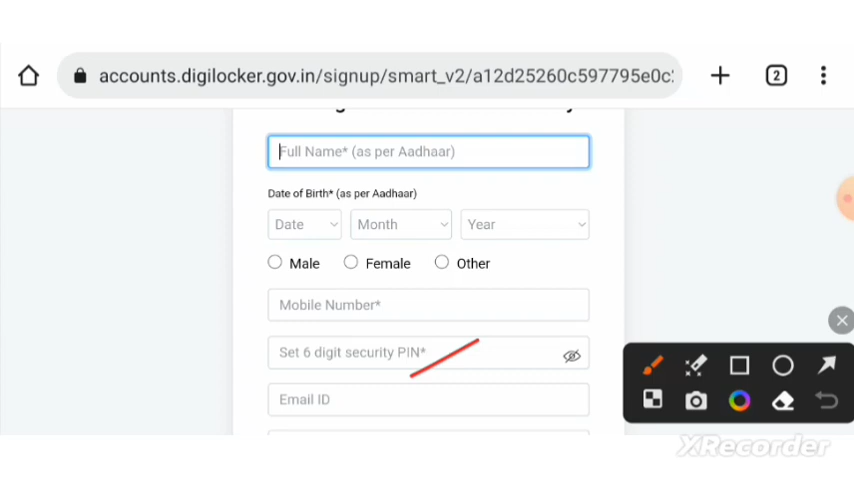 accounts.digilocker.gov.in/signup/smart_v2/a12d25260c597795e0c
2
Full Name* (as per Aadhaar)
Date of Birth* (as per Aadhaar)
Date Month Year
Male Female Other
Mobile Number*
Set 6 digit security PIN*
Email ID
XRecorder